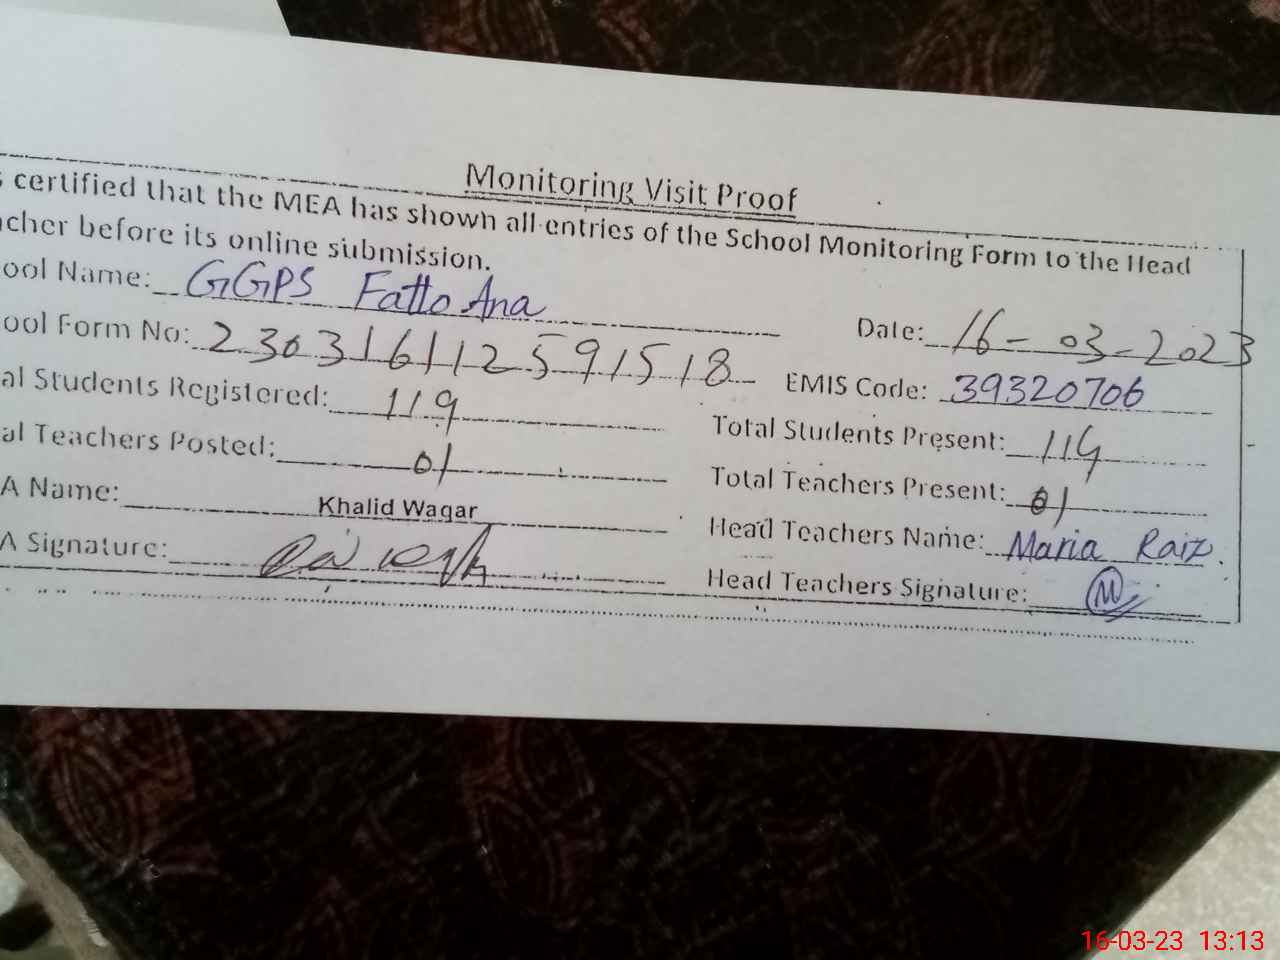 Monitoring Visit Proof
s certified that the MEA has shown all entries of the School Monitoring Form to the Head
acher before its online submission.
ool Name: GGPS Fatto Ana
Date: 16-03-2023
ool Form No: 230316112591518
EMIS Code: 39320706
al Students Registered: 119
Total Students Present: 114
al Teachers Posted: 01
Total Teachers Present: 01
A Name: Khalid Waqar
Head Teachers Name: Maria Raiz.
A Signature:
Head Teachers Signature:
16-03-23 13:13